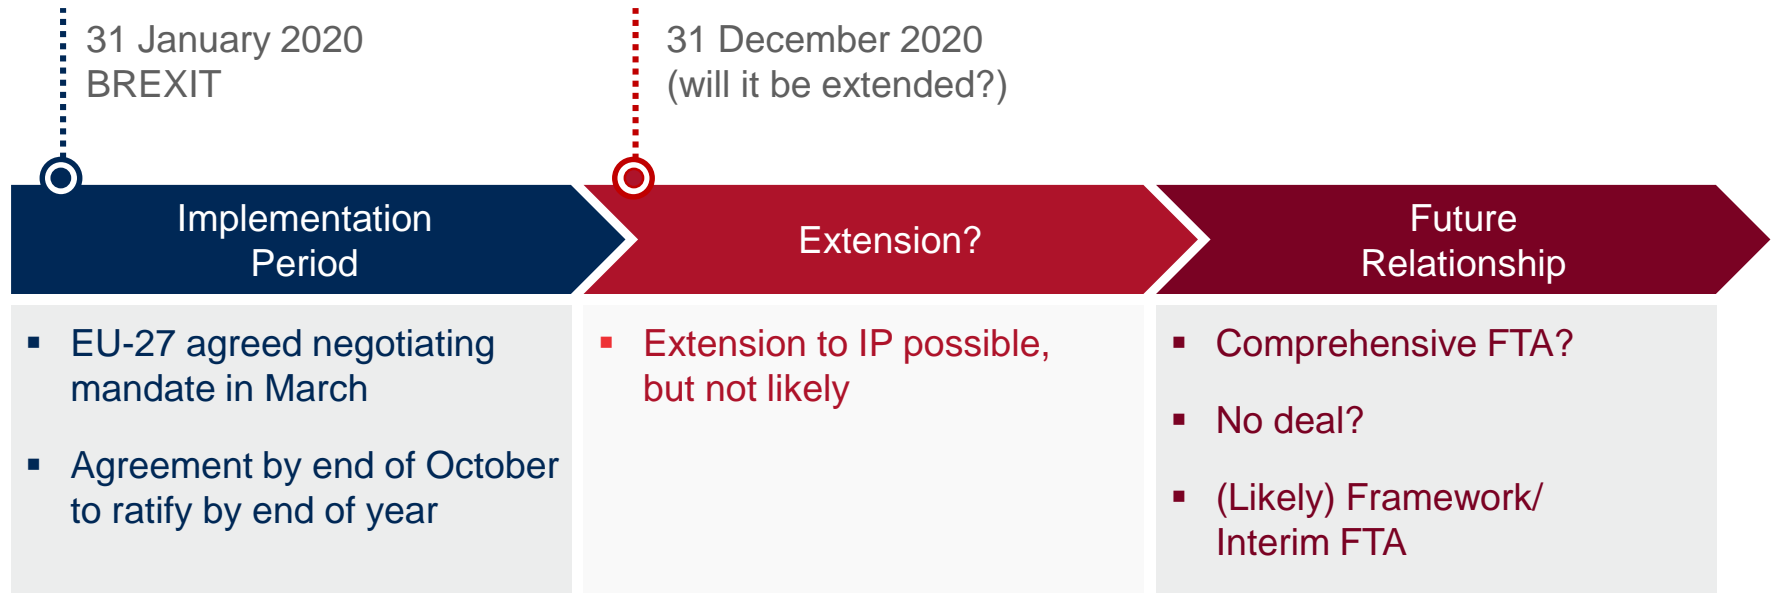 31 January 2020
BREXIT
31 December 2020
(will it be extended?)
Implementation
Period
Extension?
Future
Relationship
▪ EU-27 agreed negotiating
mandate in March
▪ Agreement by end of October
to ratify by end of year
▪ Extension to IP possible,
but not likely
▪ Comprehensive FTA?
▪ No deal?
▪ (Likely) Framework/
Interim FTA